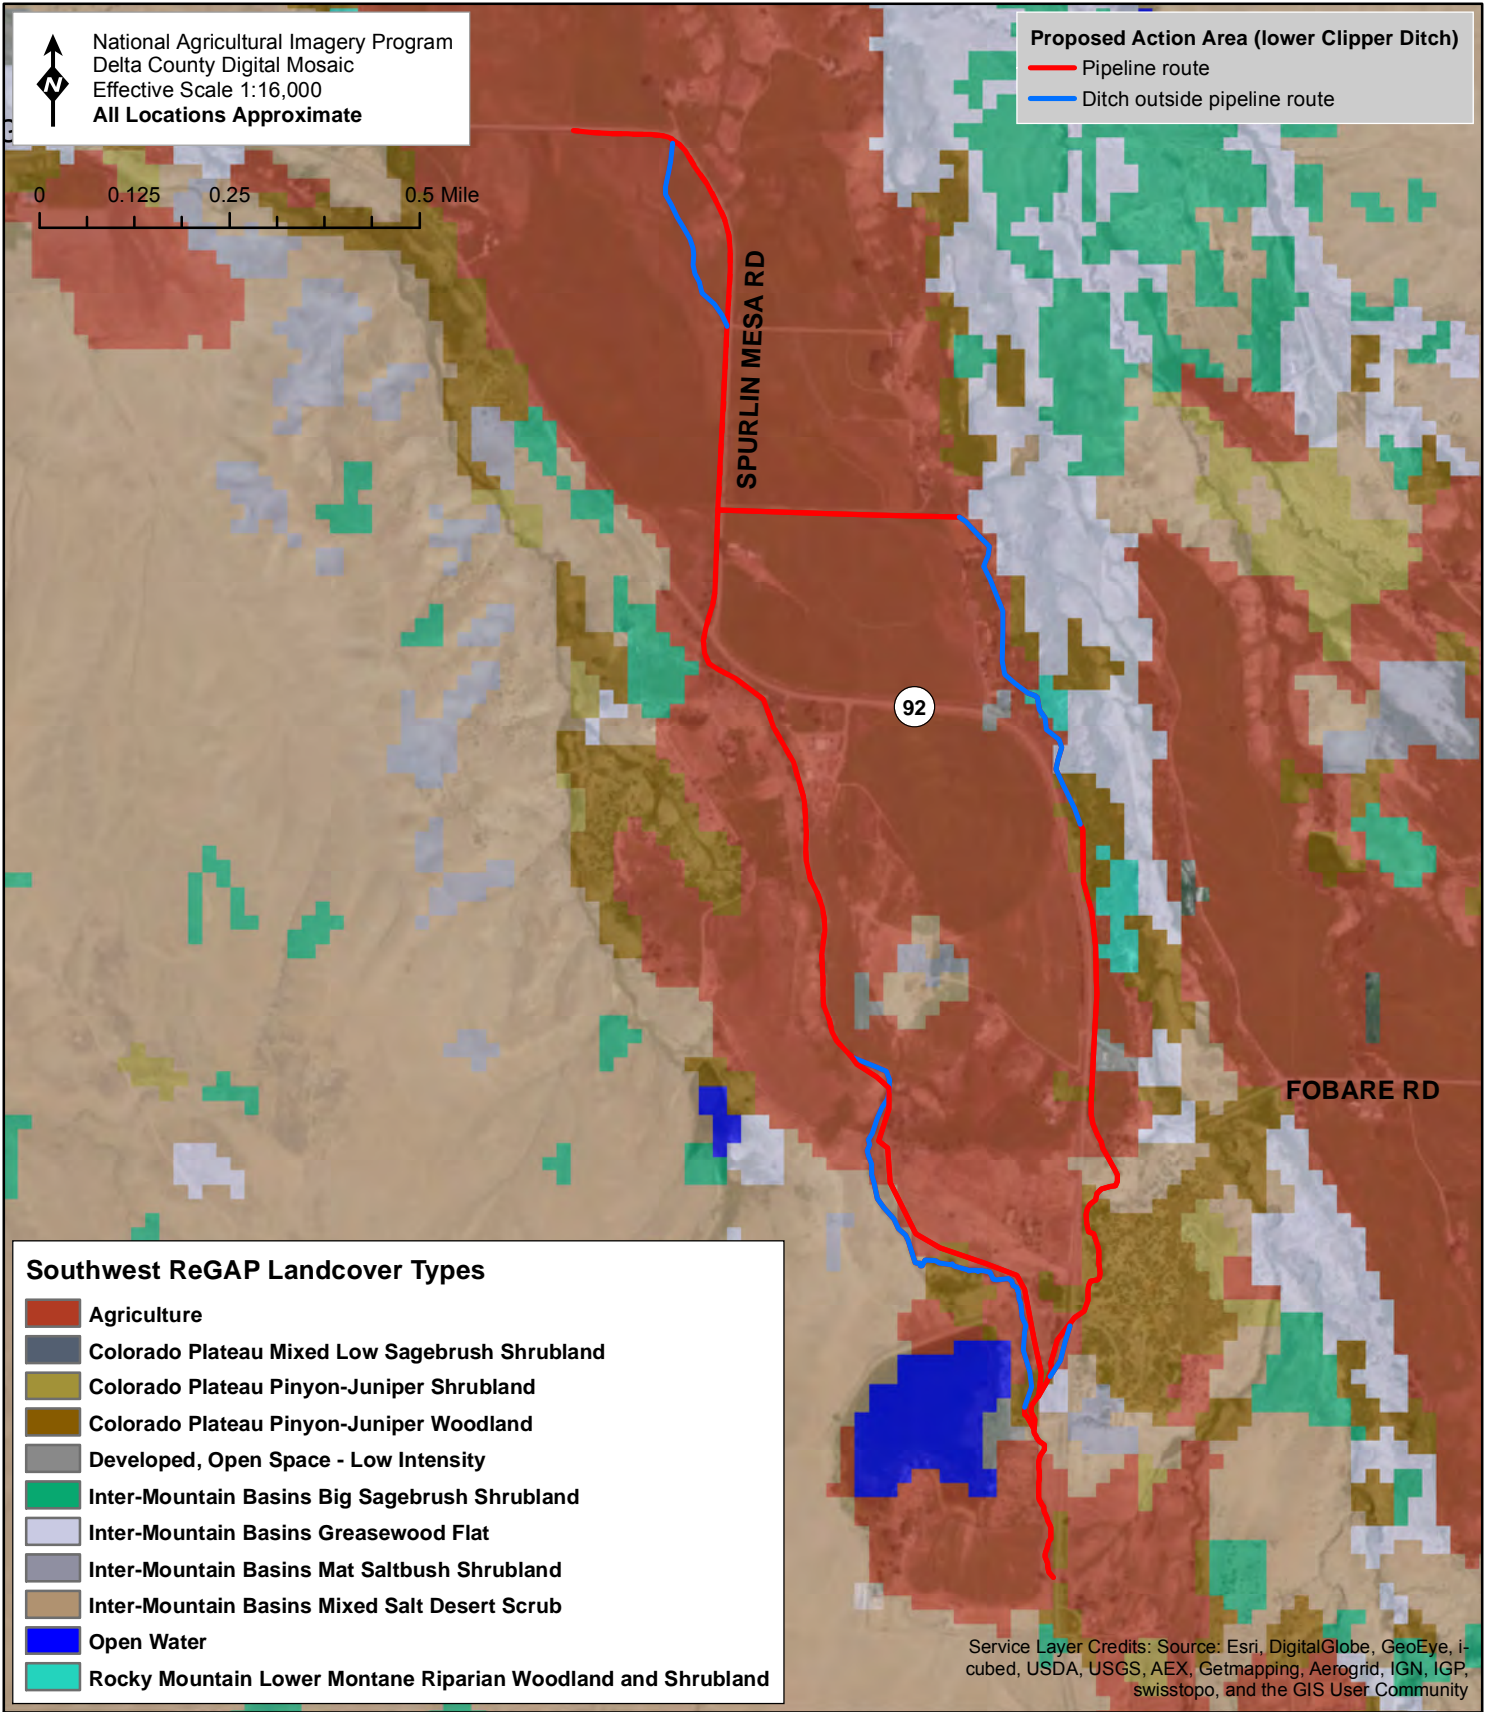 National Agricultural Imagery Program
Delta County Digital Mosaic
Effective Scale 1:16,000
All Locations Approximate
N
Proposed Action Area (lower Clipper Ditch)
Pipeline route
Ditch outside pipeline route
0 0.125 0.25 0.5 Mile
SPURLIN MESA RD
92
FOBARE RD
Southwest ReGAP Landcover Types
Agriculture
Colorado Plateau Mixed Low Sagebrush Shrubland
Colorado Plateau Pinyon-Juniper Shrubland
Colorado Plateau Pinyon-Juniper Woodland
Developed, Open Space - Low Intensity
Inter-Mountain Basins Big Sagebrush Shrubland
Inter-Mountain Basins Greasewood Flat
Inter-Mountain Basins Mat Saltbush Shrubland
Inter-Mountain Basins Mixed Salt Desert Scrub
Open Water
Rocky Mountain Lower Montane Riparian Woodland and Shrubland
Service Layer Credits: Source: Esri, DigitalGlobe, GeoEye, i-
cubed, USDA, USGS, AEX, Getmapping, Aerogrid, IGN, IGP,
swisstopo, and the GIS User Community